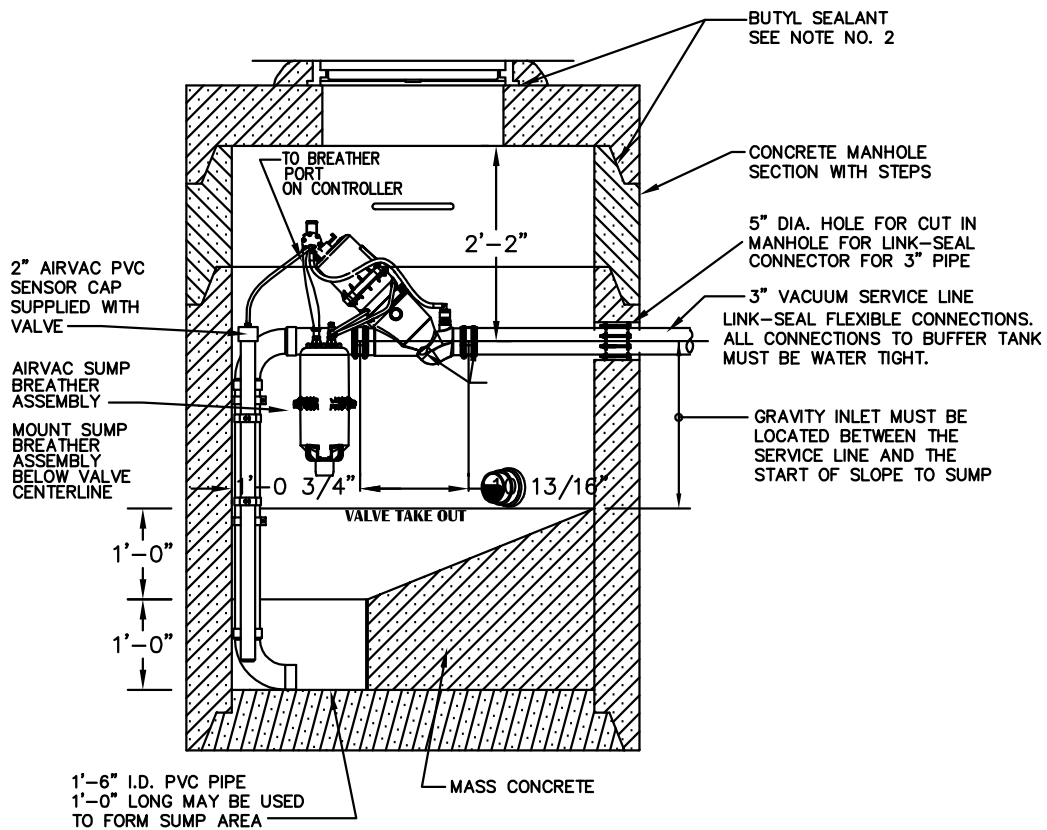 BUTYL SEALANT
SEE NOTE NO. 2
TO BREATHER
PORT
ON CONTROLLER
CONCRETE MANHOLE
SECTION WITH STEPS
2'-2"
5" DIA. HOLE FOR CUT IN
MANHOLE FOR LINK-SEAL
CONNECTOR FOR 3" PIPE
2" AIRVAC PVC
SENSOR CAP
SUPPLIED WITH
VALVE
3" VACUUM SERVICE LINE
LINK-SEAL FLEXIBLE CONNECTIONS.
ALL CONNECTIONS TO BUFFER TANK
MUST BE WATER TIGHT.
AIRVAC SUMP
BREATHER
ASSEMBLY
MOUNT SUMP
BREATHER
ASSEMBLY
BELOW VALVE
CENTERLINE
GRAVITY INLET MUST BE
LOCATED BETWEEN THE
SERVICE LINE AND THE
START OF SLOPE TO SUMP
1'-0 3/4"
13/16"
VALVE TAKE OUT
1'-0"
1'-0"
1'-6" I.D. PVC PIPE
1'-0" LONG MAY BE USED
TO FORM SUMP AREA
MASS CONCRETE